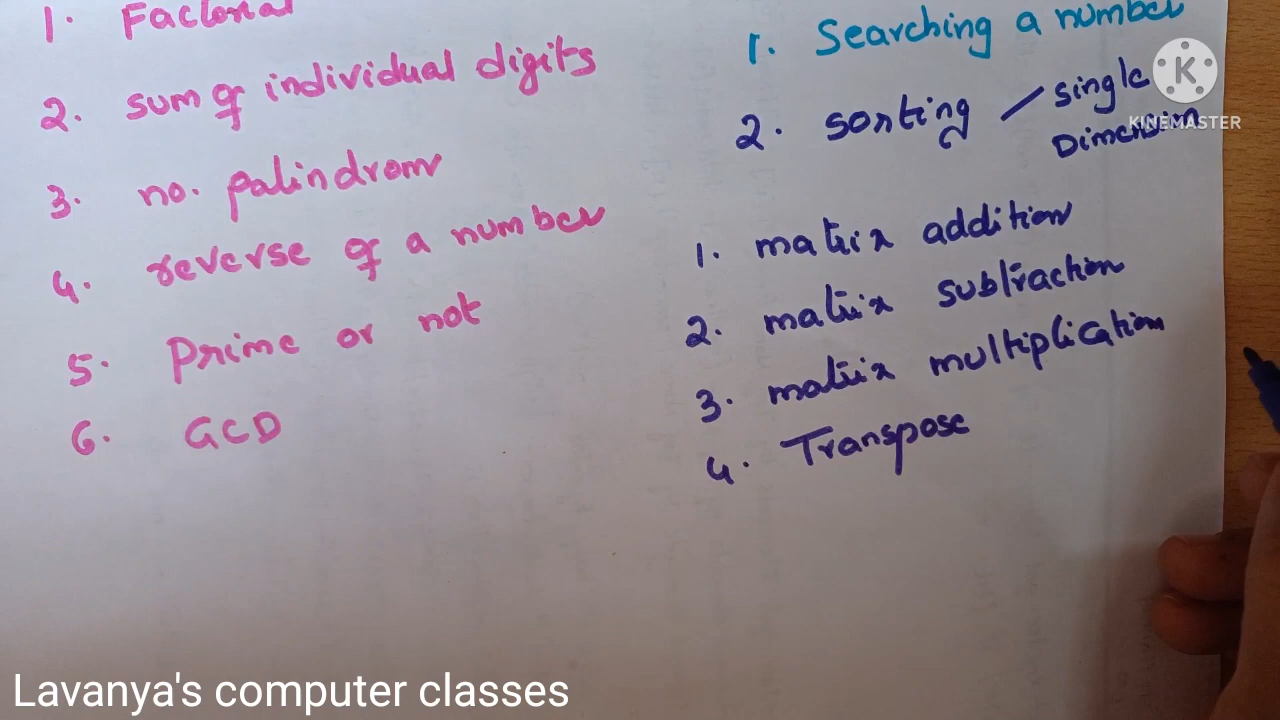 1. Factorial
2. sum of individual digits
3. no. palindrom
4. reverse of a number
5. Prime or not
6. GCD
1. Searching a number
2. sorting / single
Dimension
1. matrix addition
2. matrix subtraction
3. matrix multiplication
4. Transpose
K
KINEMASTER
Lavanya's computer classes